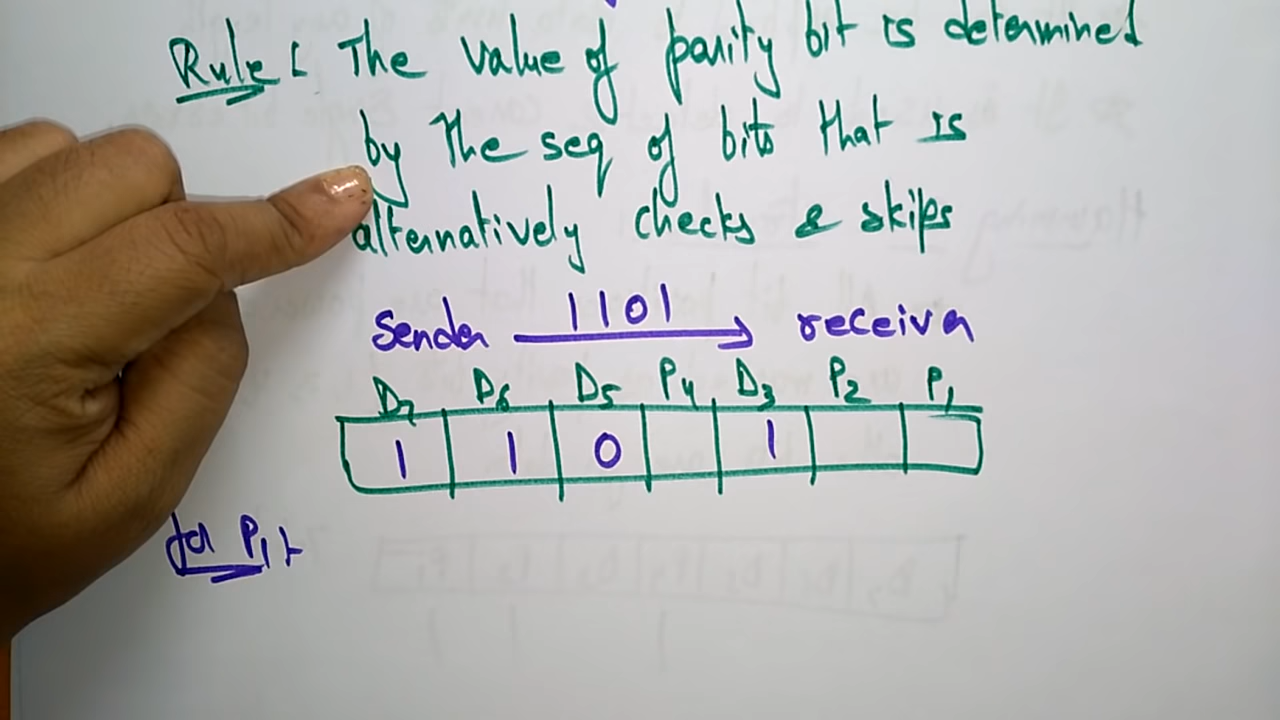 Rule : The value of parity bit is determined
by the seq of bits that is
alternatively checks & skips
Sender 1101 receiver
D7 D6 D5 P4 D3 P2 P1
1 1 0 1
for P1 :